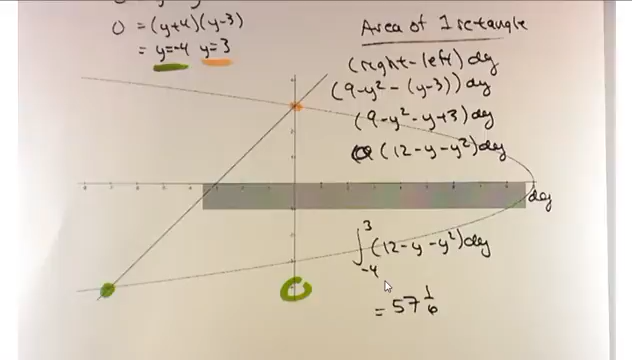 0 = (y+4)(y-3)
= y=-4 y=3
Area of 1 rectangle
(right-left) dy
(9-y²-(y-3)) dy
(9-y²-y+3) dy
(12-y-y²) dy
dy
∫₋₄³ (12-y-y²) dy
= 57 1/6